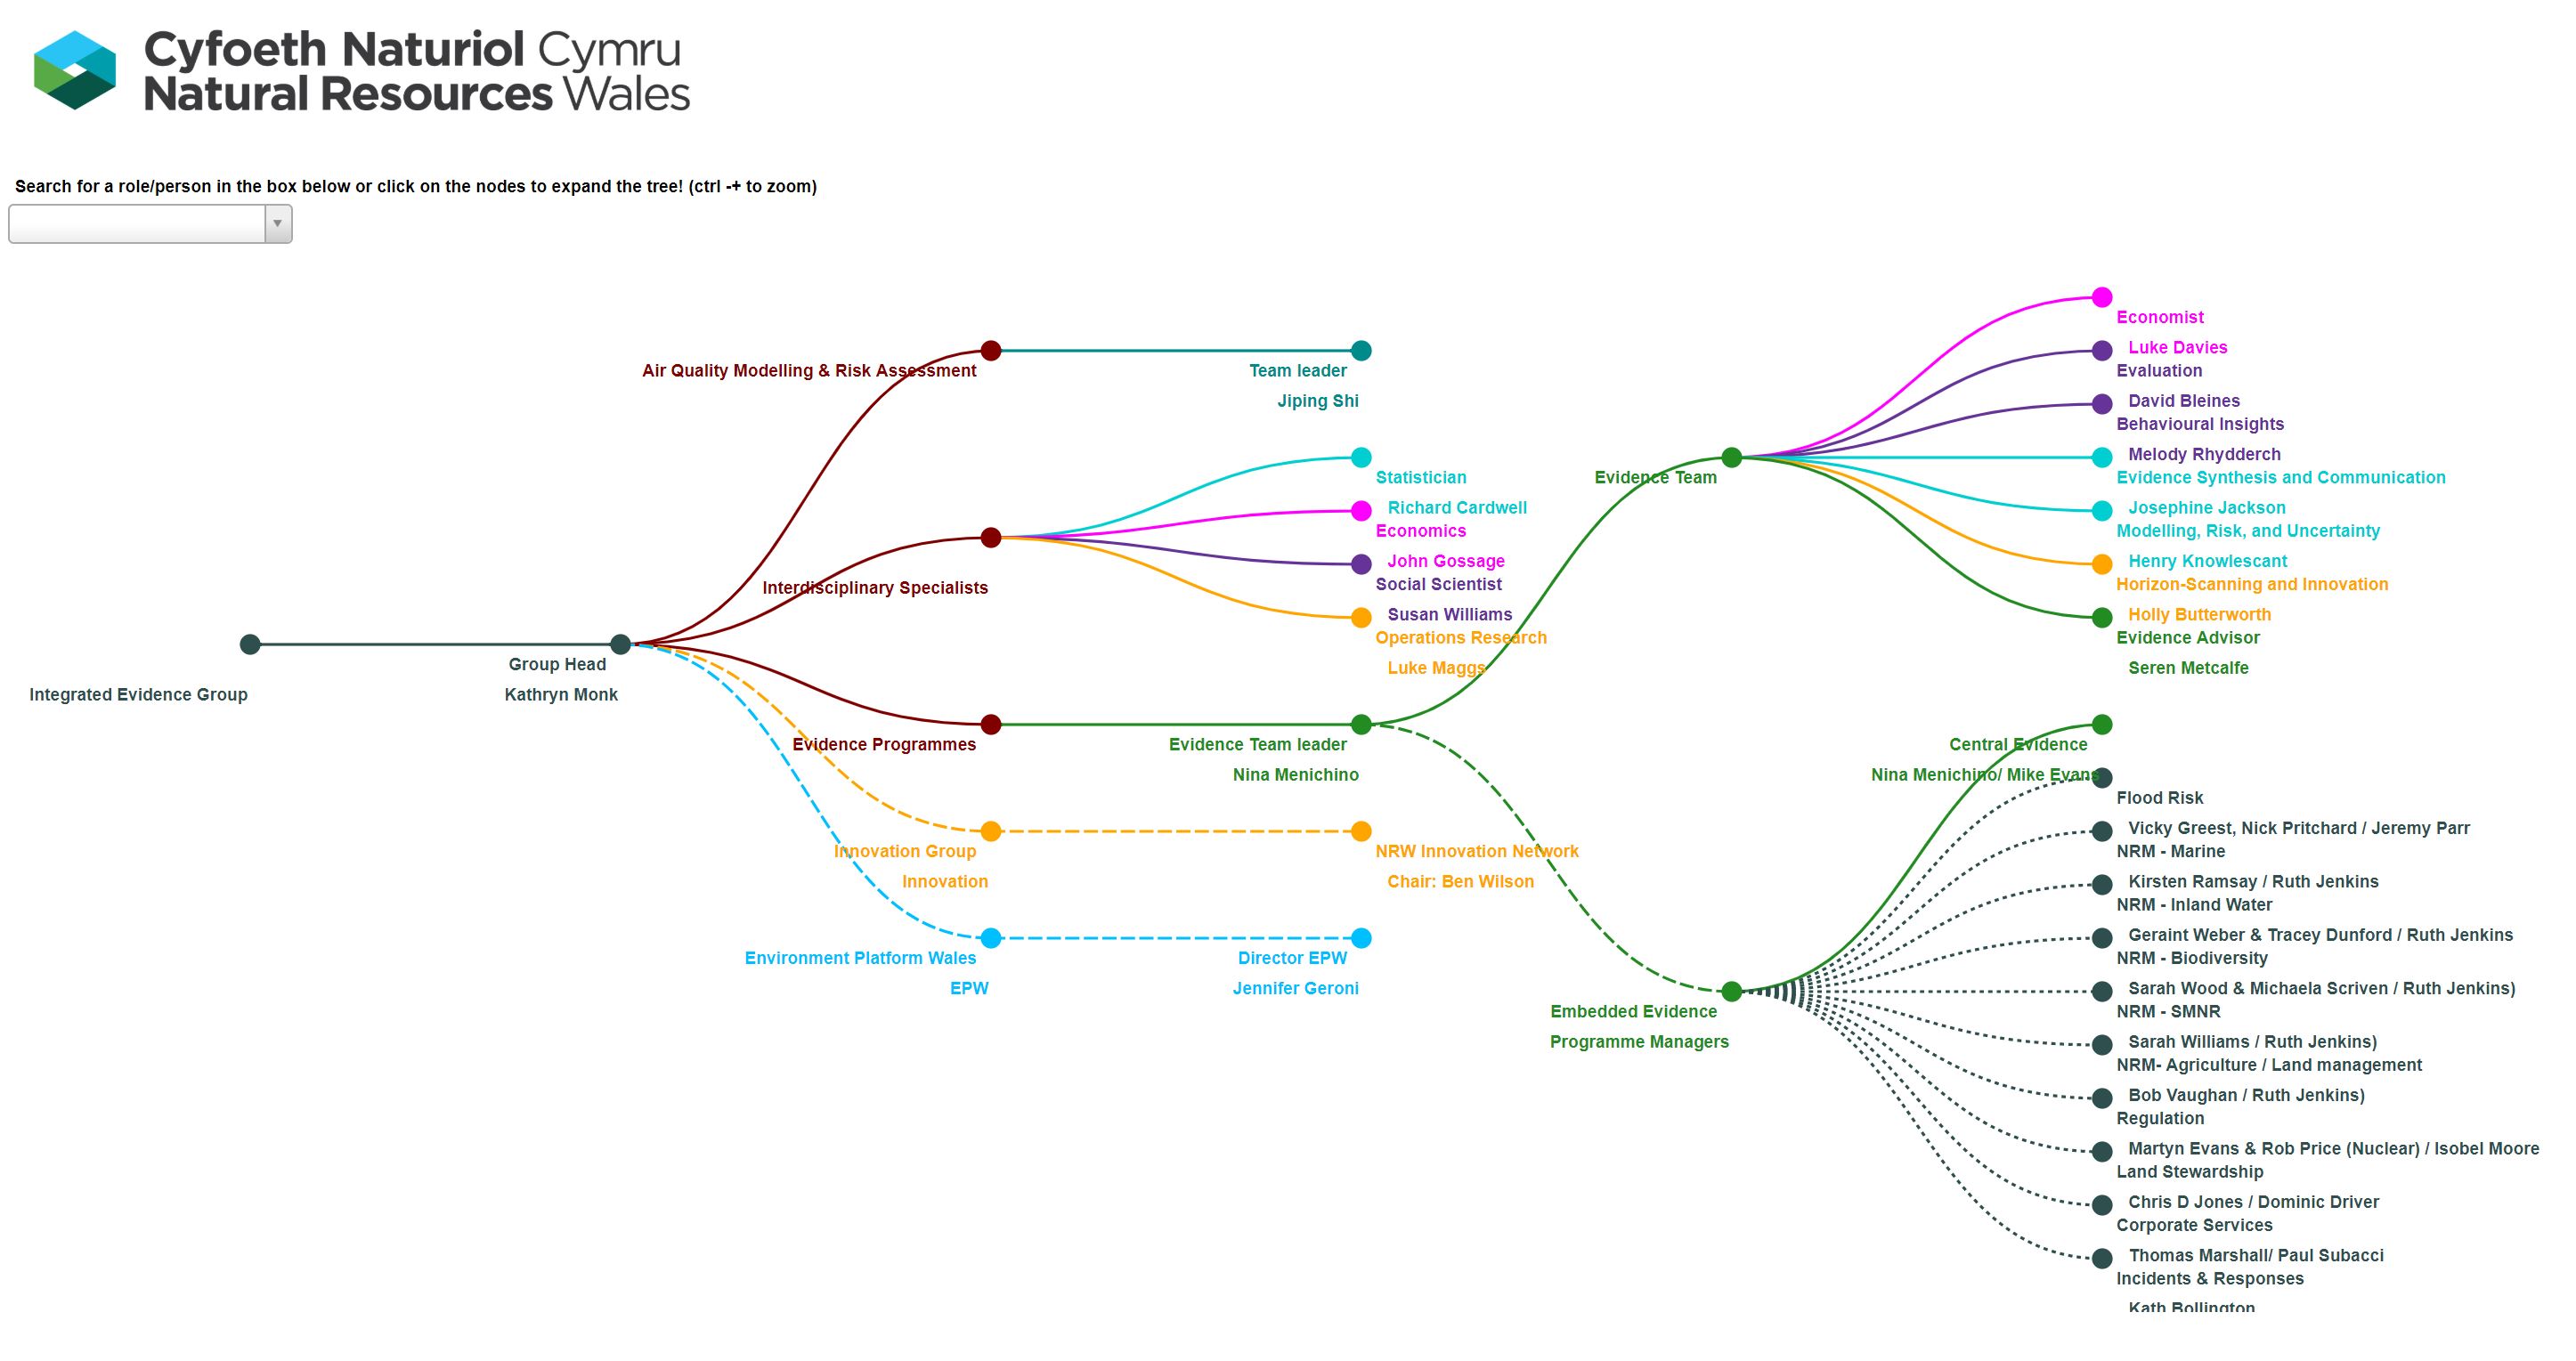 Cyfoeth Naturiol Cymru
Natural Resources Wales
Search for a role/person in the box below or click on the nodes to expand the tree! (ctrl -+ to zoom)
Integrated Evidence Group
Group Head
Kathryn Monk
Air Quality Modelling & Risk Assessment
Team leader
Jiping Shi
Interdisciplinary Specialists
Statistician
Richard Cardwell
Economics
John Gossage
Social Scientist
Susan Williams
Operations Research
Luke Maggs
Evidence Programmes
Evidence Team leader
Nina Menichino
Innovation Group
Innovation
NRW Innovation Network
Chair: Ben Wilson
Environment Platform Wales
EPW
Director EPW
Jennifer Geroni
Evidence Team
Economist
Luke Davies
Evaluation
David Bleines
Behavioural Insights
Melody Rhydderch
Evidence Synthesis and Communication
Josephine Jackson
Modelling, Risk, and Uncertainty
Henry Knowlescant
Horizon-Scanning and Innovation
Holly Butterworth
Evidence Advisor
Seren Metcalfe
Embedded Evidence
Programme Managers
Central Evidence
Nina Menichino/ Mike Evans
Flood Risk
Vicky Greest, Nick Pritchard / Jeremy Parr
NRM - Marine
Kirsten Ramsay / Ruth Jenkins
NRM - Inland Water
Geraint Weber & Tracey Dunford / Ruth Jenkins
NRM - Biodiversity
Sarah Wood & Michaela Scriven / Ruth Jenkins)
NRM - SMNR
Sarah Williams / Ruth Jenkins)
NRM- Agriculture / Land management
Bob Vaughan / Ruth Jenkins)
Regulation
Martyn Evans & Rob Price (Nuclear) / Isobel Moore
Land Stewardship
Chris D Jones / Dominic Driver
Corporate Services
Thomas Marshall/ Paul Subacci
Incidents & Responses
Kath Bollington